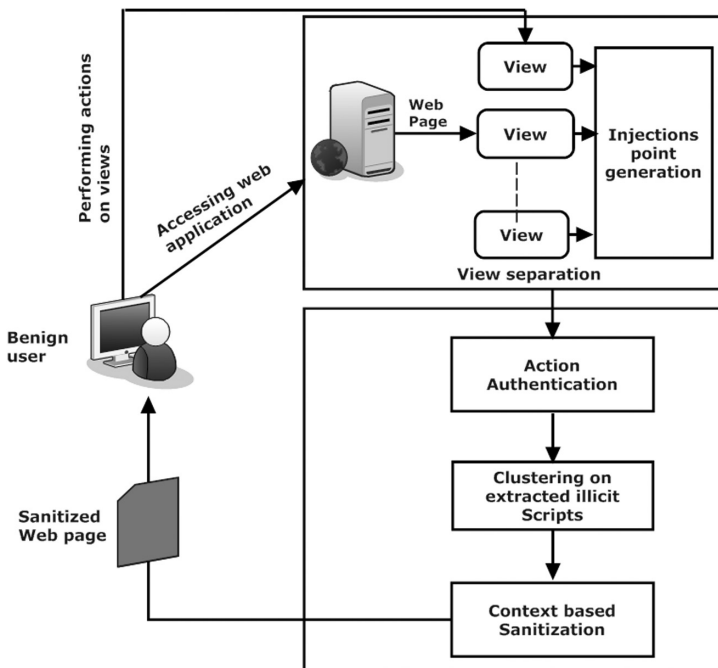 Performing actions
on views
Accessing web
application
Web
Page
View
View
View
Injections
point
generation
View separation
Benign
user
Action
Authentication
Clustering on
extracted illicit
Scripts
Sanitized
Web page
Context based
Sanitization